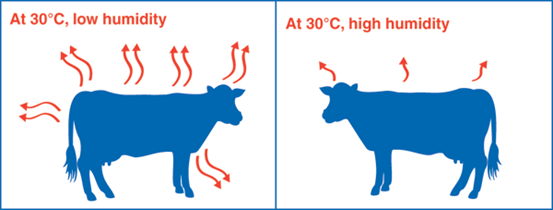 At 30°C, low humidity
At 30°C, high humidity